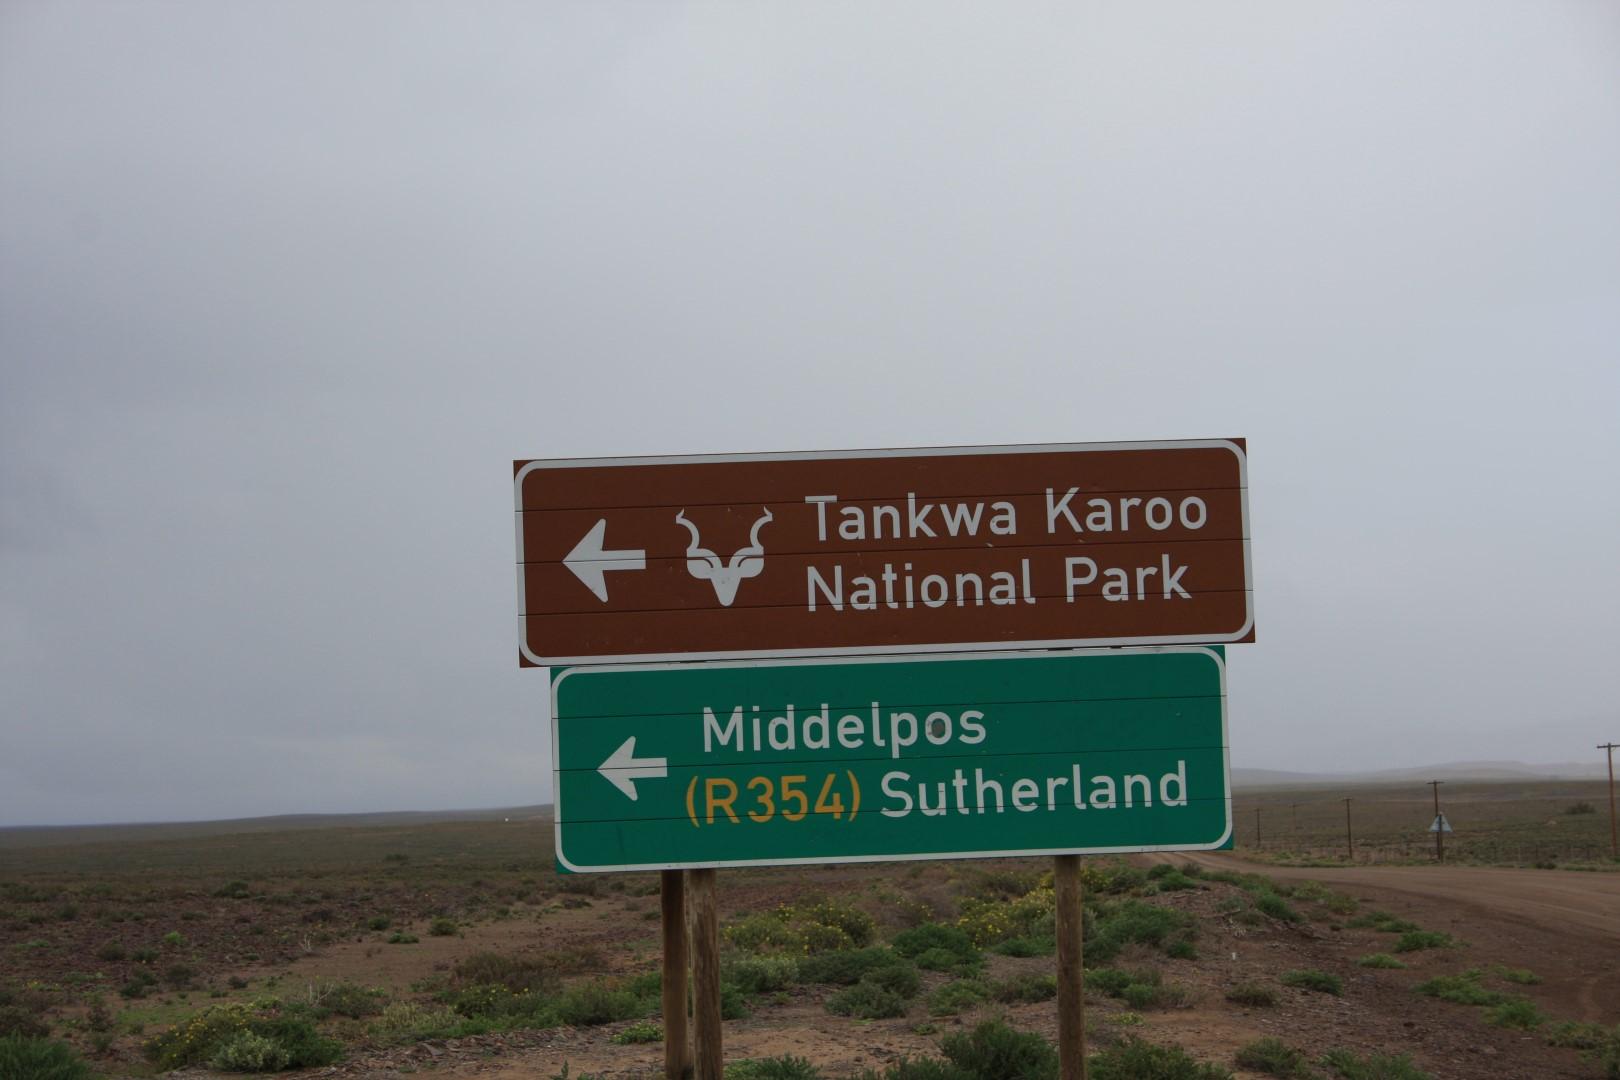 Tankwa Karoo
National Park
Middelpos
(R354) Sutherland